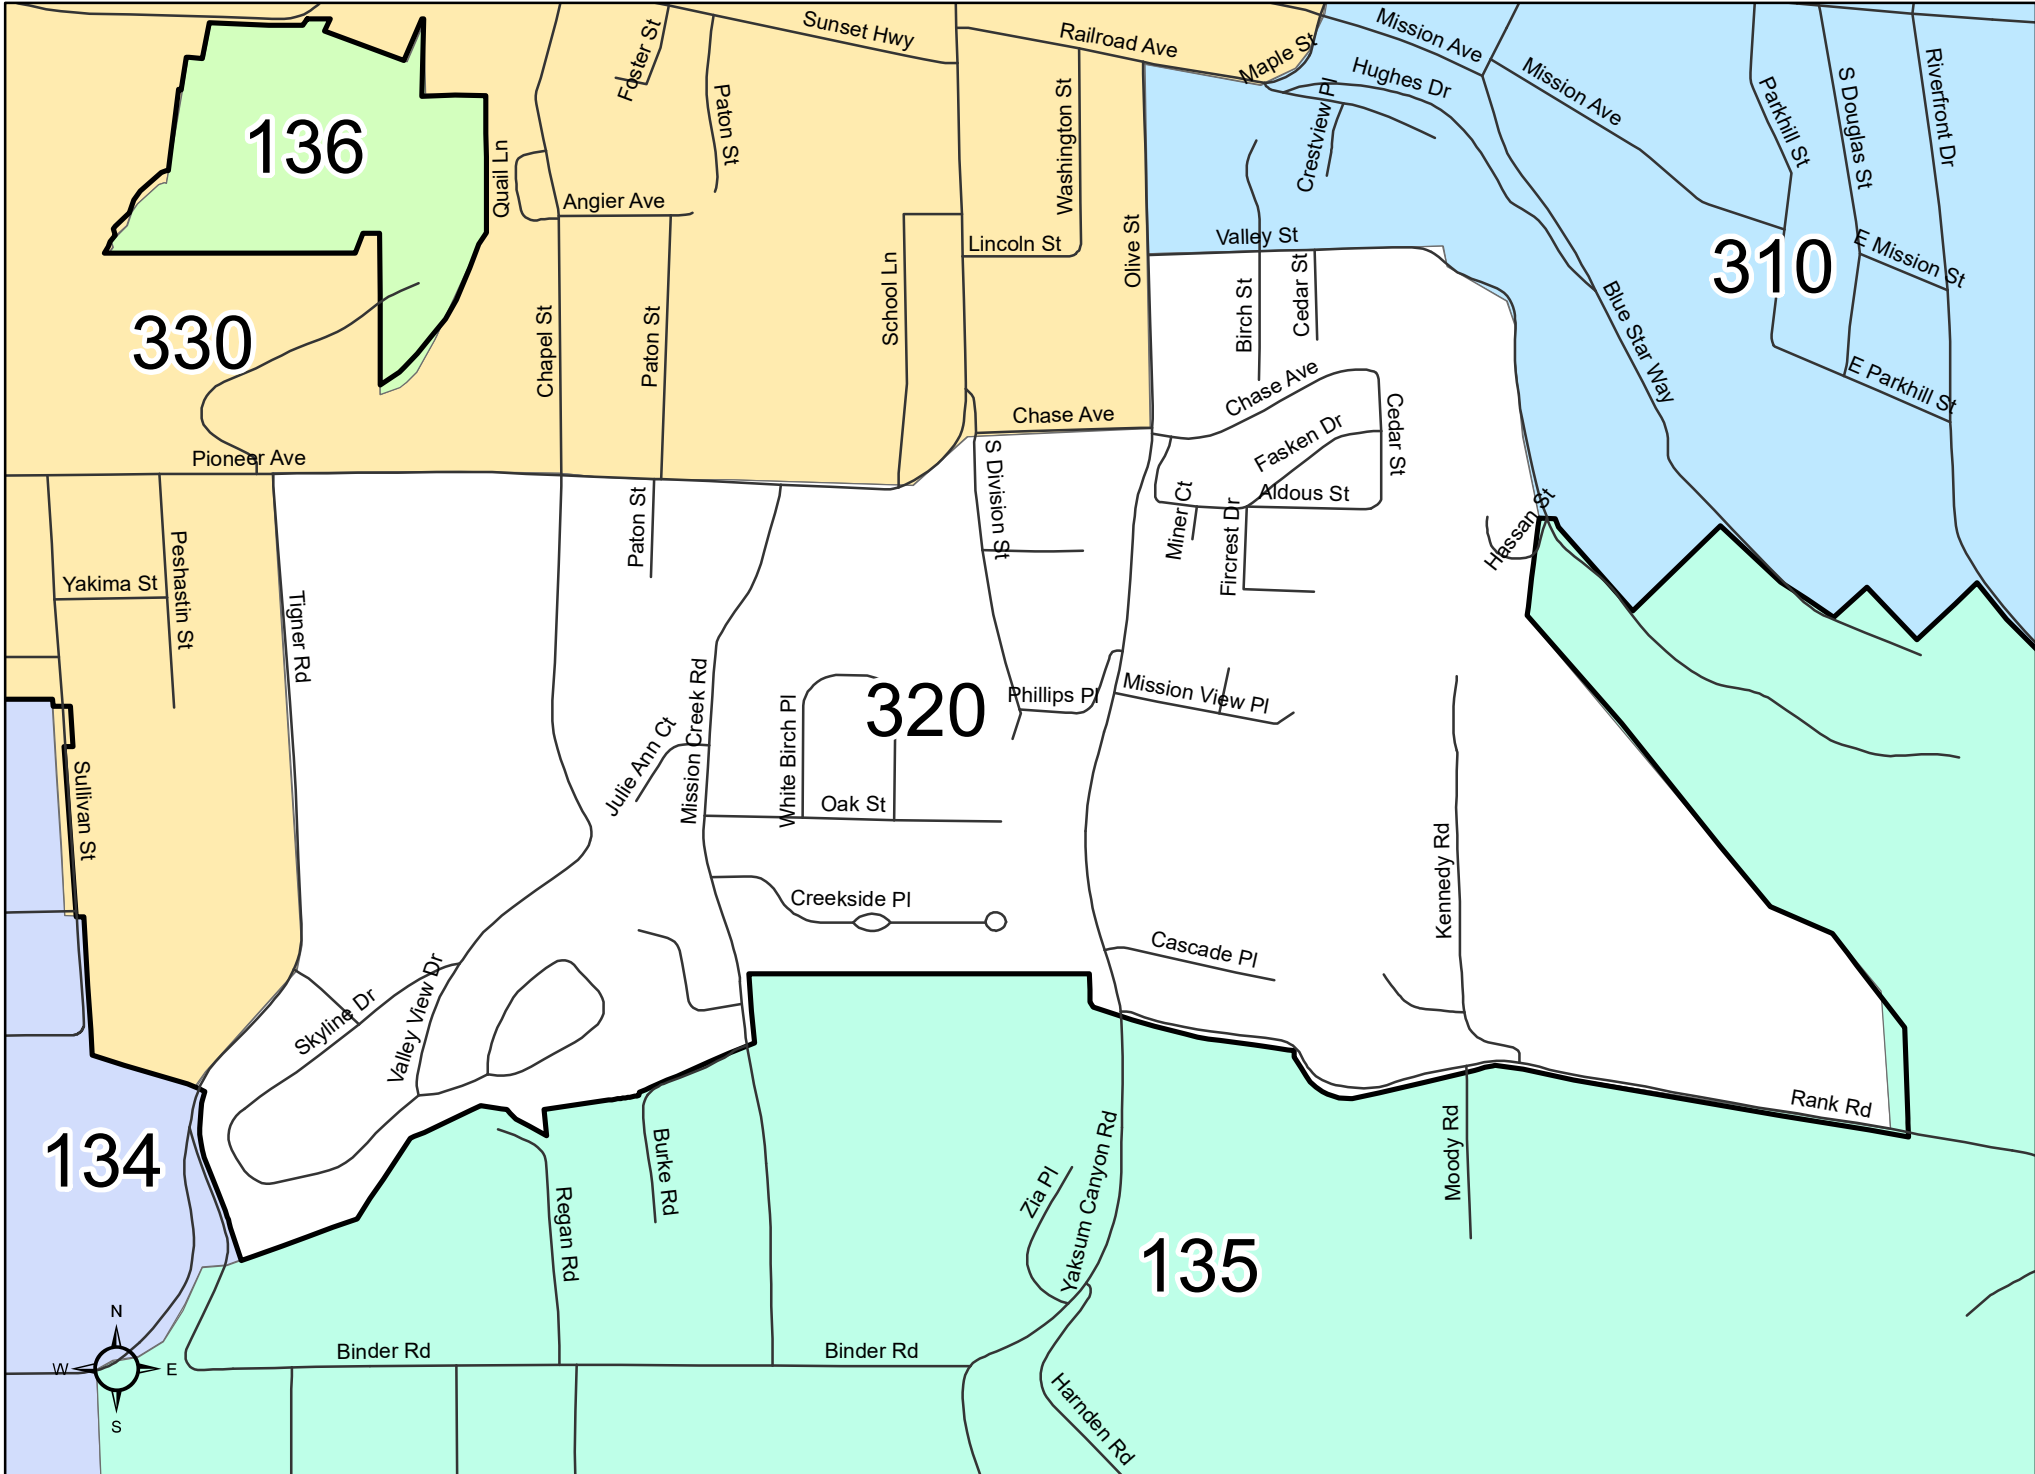 Sunset Hwy
Railroad Ave
Maple St
Mission Ave
Hughes Dr
Mission Ave
Foster St
Paton St
Washington St
Crestview Pl
Parkhill St
S Douglas St
Riverfront Dr
136
Quail Ln
Angier Ave
Lincoln St
Olive St
Valley St
310
E Mission St
330
Chapel St
Paton St
School Ln
Birch St
Cedar St
Blue Star Way
E Parkhill St
Chase Ave
Chase Ave
Fasken Dr
Cedar St
Pioneer Ave
S Division St
Aldous St
Miner Ct
Fircrest Dr
Hassan St
Paton St
Peshastin St
Yakima St
Tigner Rd
320
Phillips Pl
Mission View Pl
Mission Creek Rd
Julie Ann Ct
White Birch Pl
Oak St
Sullivan St
Kennedy Rd
Creekside Pl
Cascade Pl
Skyline Dr
Valley View Dr
Rank Rd
134
Burke Rd
Regan Rd
Zia Pl
Yaksum Canyon Rd
Moody Rd
135
Binder Rd
Binder Rd
Harnden Rd
N
W
E
S